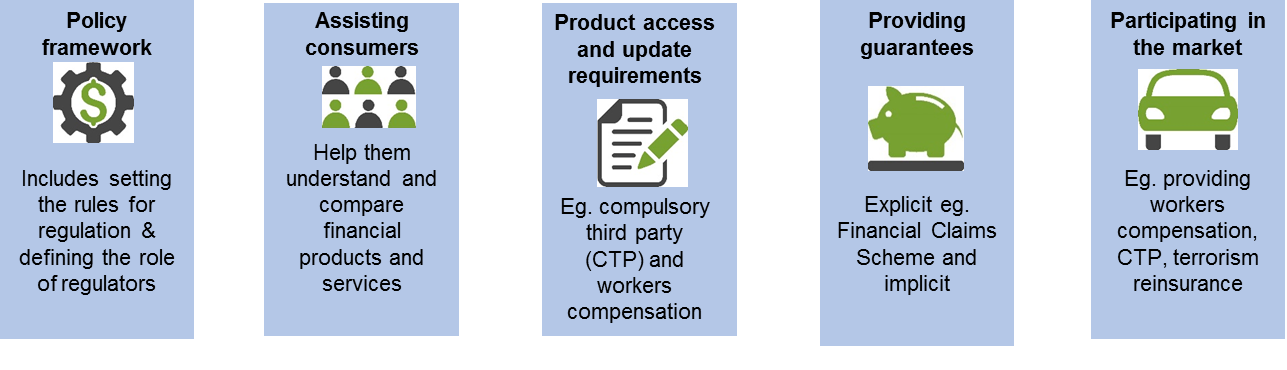 Policy
framework
Includes setting
the rules for
regulation &
defining the role
of regulators
Assisting
consumers
Help them
understand and
compare
financial
products and
services
Product access
and update
requirements
Eg. compulsory
third party
(CTP) and
workers
compensation
Providing
guarantees
Explicit eg.
Financial Claims
Scheme and
implicit
Participating in
the market
Eg. providing
workers
compensation,
CTP, terrorism
reinsurance